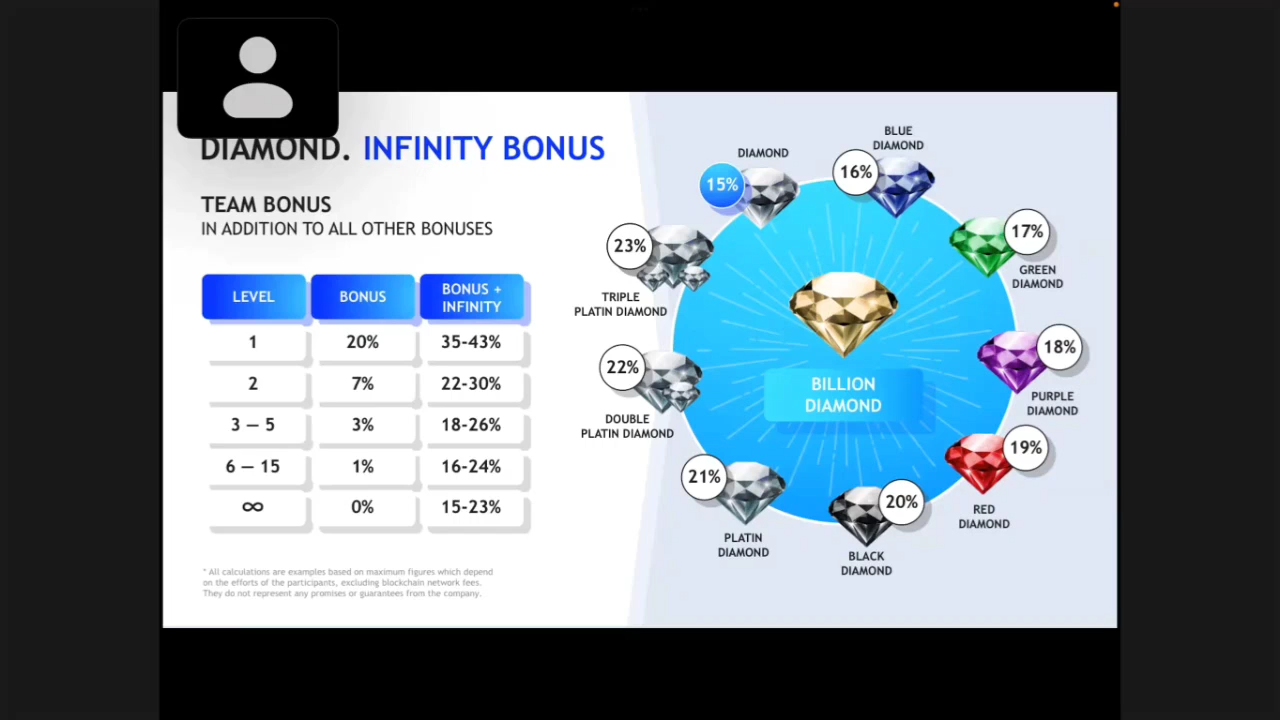 DIAMOND. INFINITY BONUS
TEAM BONUS
IN ADDITION TO ALL OTHER BONUSES
LEVEL BONUS BONUS +
INFINITY
1 20% 35-43%
2 7% 22-30%
3 — 5 3% 18-26%
6 — 15 1% 16-24%
∞ 0% 15-23%
* All calculations are examples based on maximum figures which depend
on the efforts of the participants, excluding blockchain network fees.
They do not represent any promises or guarantees from the company.
DIAMOND
15%
BLUE
DIAMOND
16%
17%
GREEN
DIAMOND
18%
PURPLE
DIAMOND
19%
RED
DIAMOND
20%
BLACK
DIAMOND
21%
PLATIN
DIAMOND
22%
DOUBLE
PLATIN DIAMOND
23%
TRIPLE
PLATIN DIAMOND
BILLION
DIAMOND